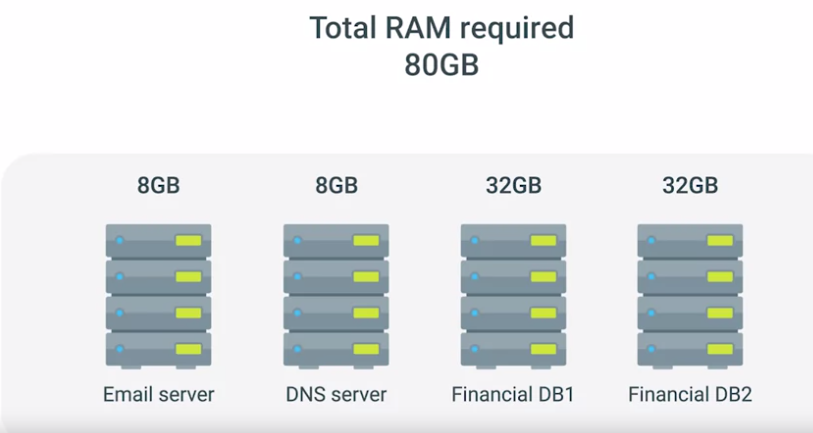 Total RAM required
80GB
8GB
8GB
32GB
32GB
Email server
DNS server
Financial DB1
Financial DB2